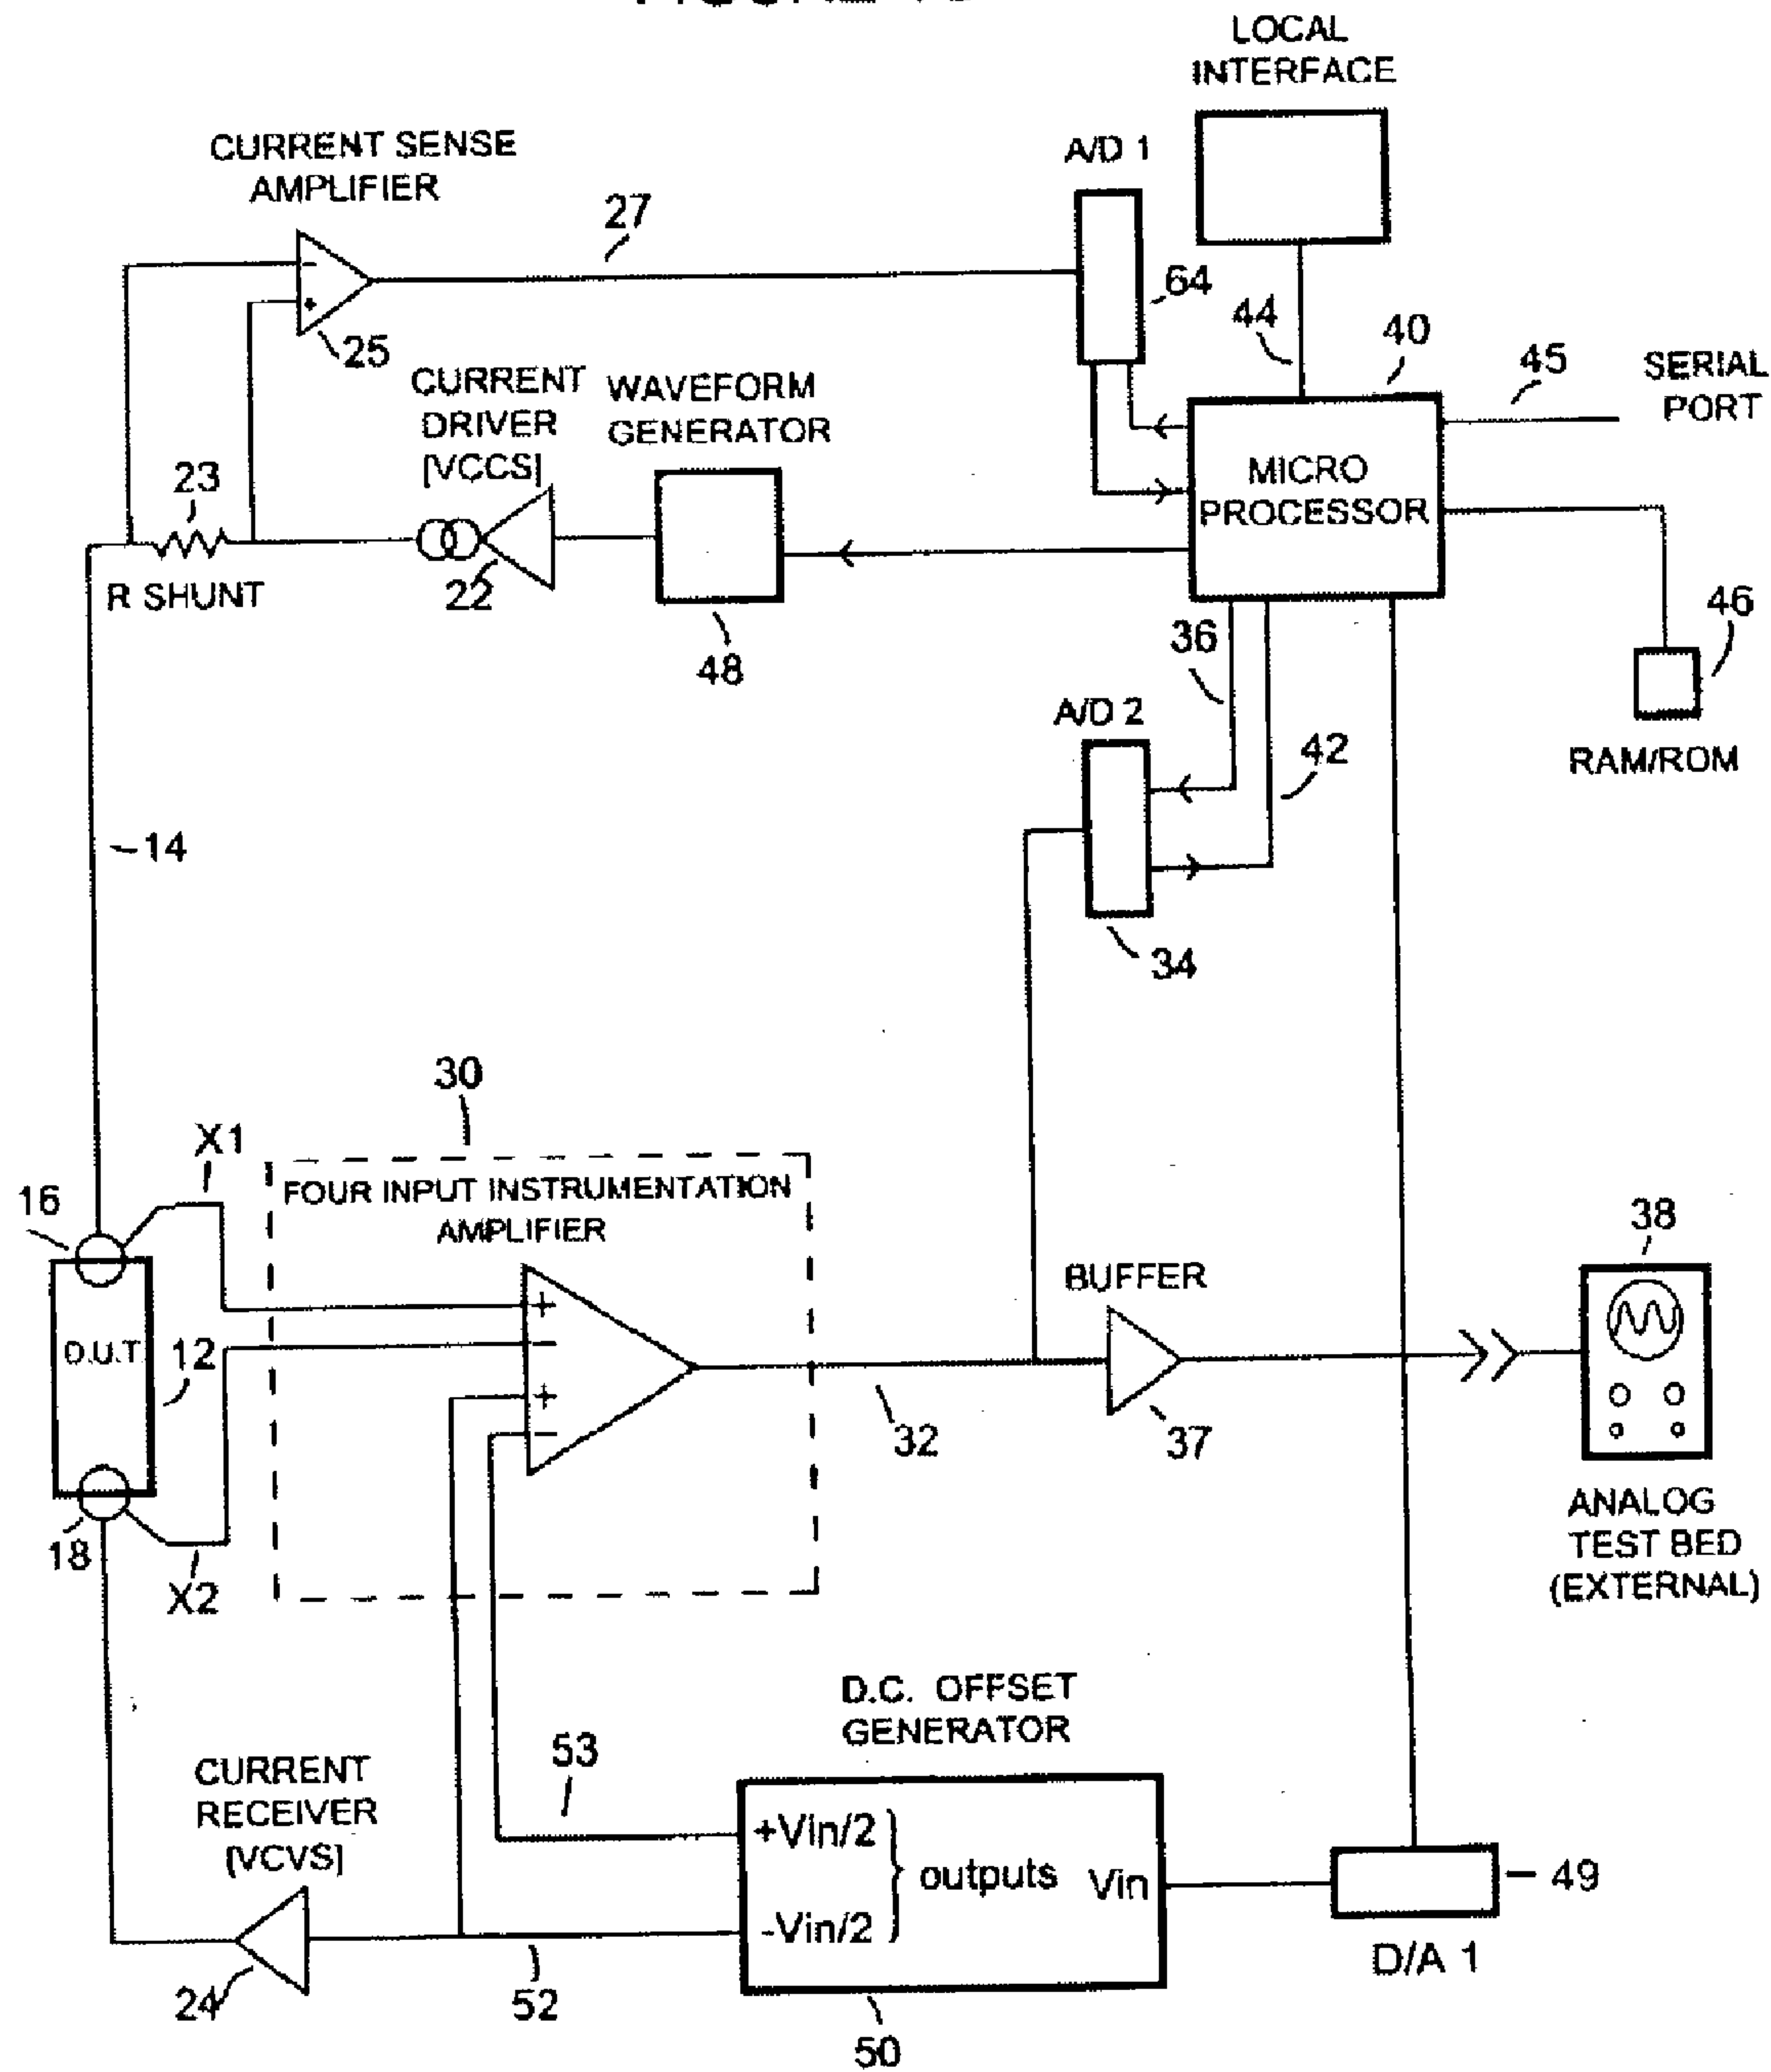 LOCAL
INTERFACE
CURRENT SENSE
AMPLIFIER
A/D 1
27
64
-
+
25
44
40
45
SERIAL
PORT
CURRENT
DRIVER
[VCCS]
WAVEFORM
GENERATOR
MICRO
PROCESSOR
23
R SHUNT
22
48
36
46
A/D 2
42
RAM/ROM
14
34
30
X1
16
FOUR INPUT INSTRUMENTATION
AMPLIFIER
38
BUFFER
+
-
+
-
D.U.T.
12
32
37
18
X2
ANALOG
TEST BED
(EXTERNAL)
D.C. OFFSET
GENERATOR
53
CURRENT
RECEIVER
[VCVS]
+Vin/2
-Vin/2
outputs
Vin
49
24
52
D/A 1
50